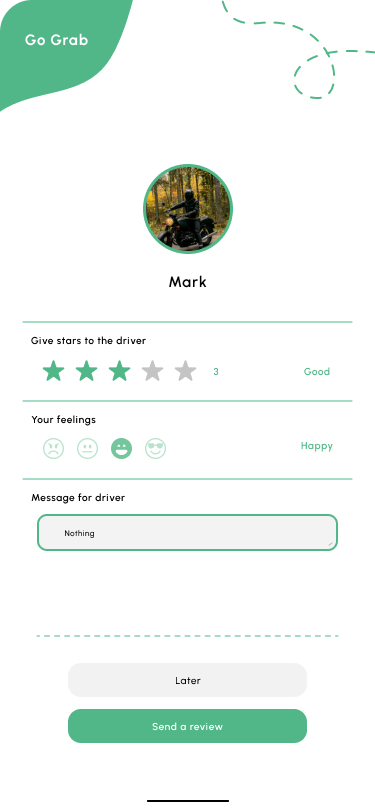 Go Grab
Mark
Give stars to the driver
3 Good
Your feelings
Happy
Message for driver
Nothing
Later
Send a review